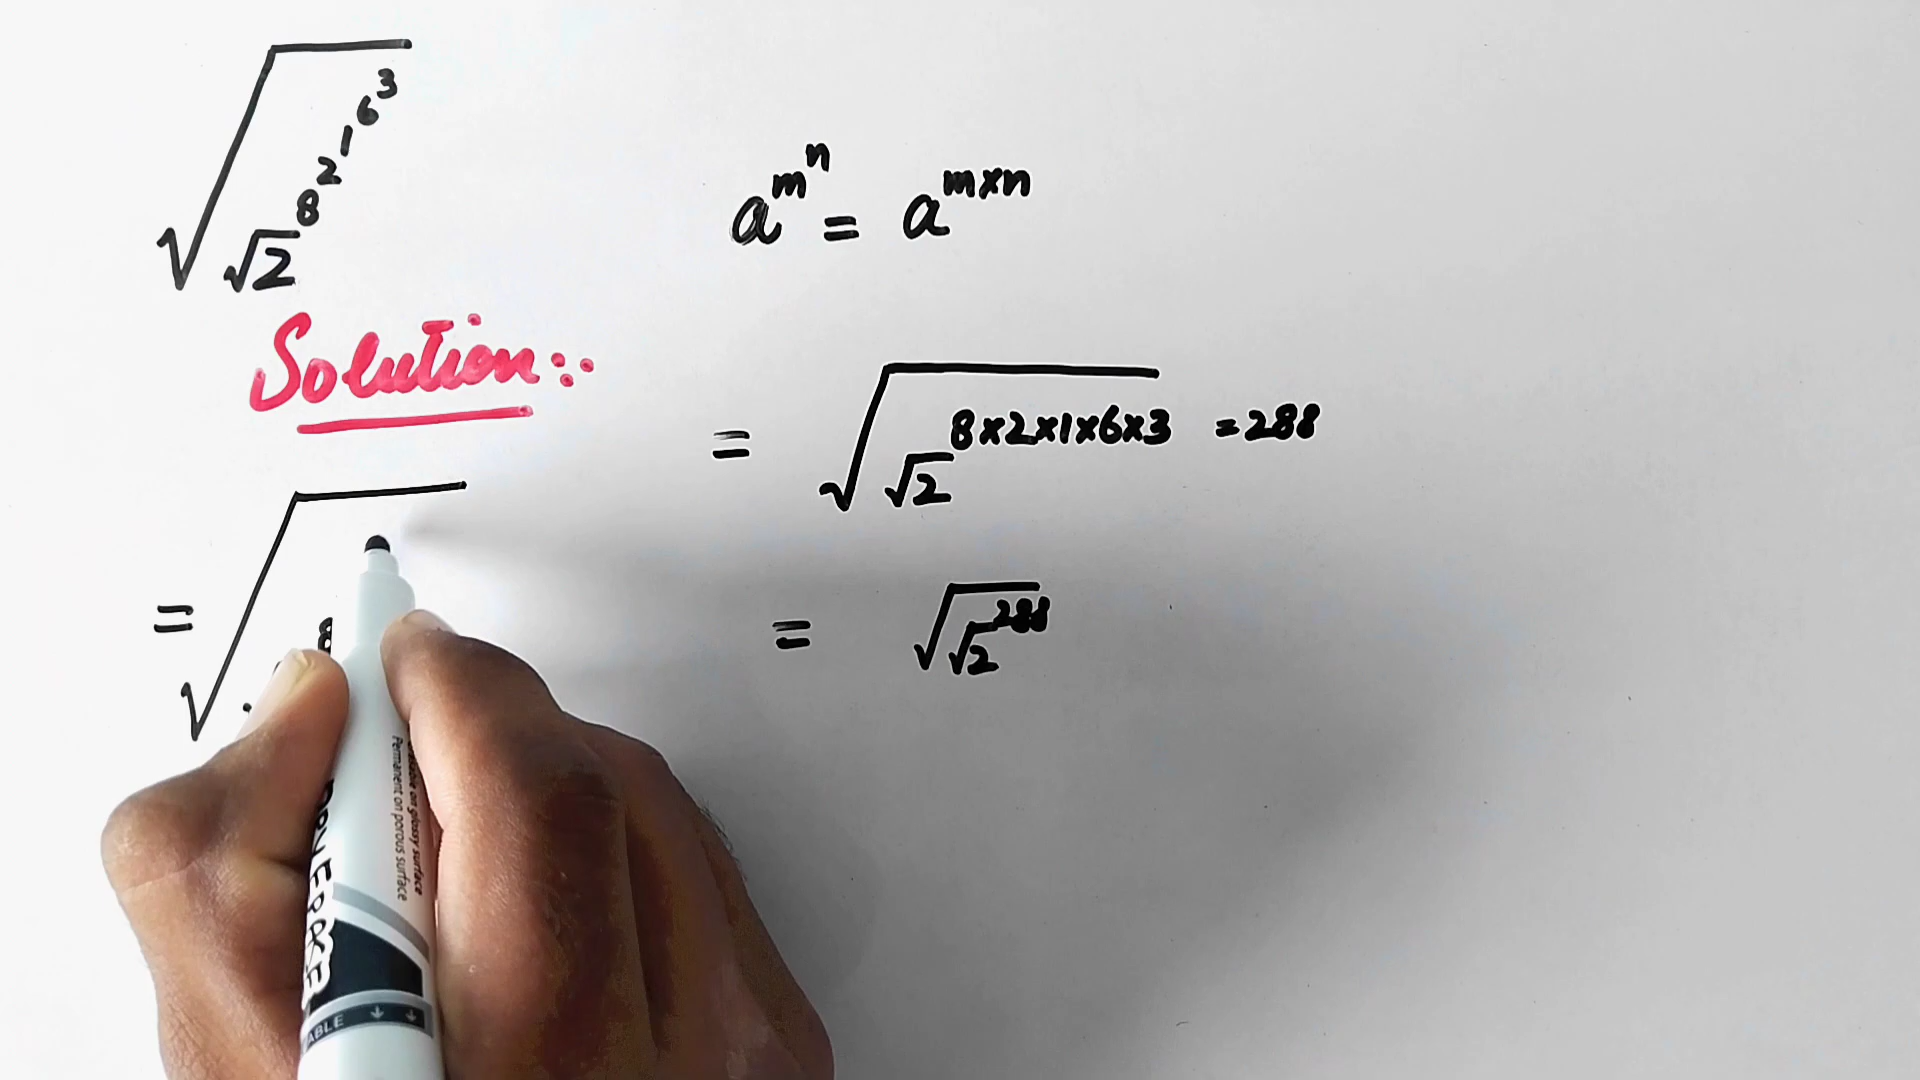 √(√2^8^2^1^6^3)
a^m^n = a^m×n
Solution:
= √(√2^8×2×1×6×3) = 288
= √(√2^288)
= √
8
Permanent on porous surface
ABLE ↓ ↓